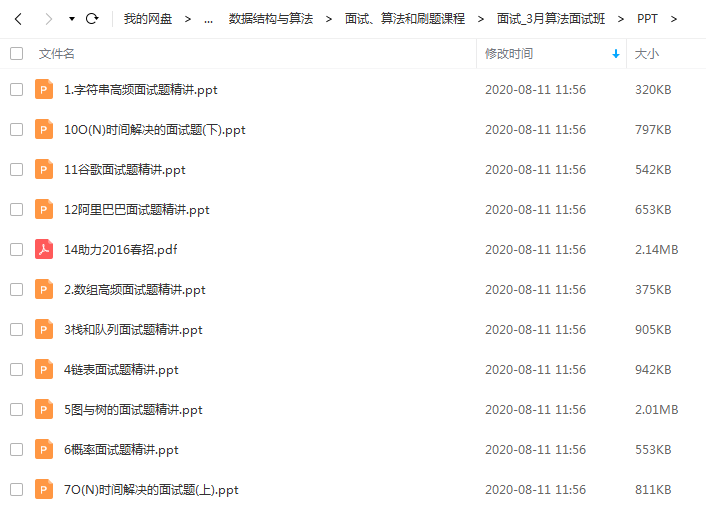 我的网盘 > ... 数据结构与算法 > 面试、算法和刷题课程 > 面试_3月算法面试班 > PPT >
文件名 修改时间 大小
1.字符串高频面试题精讲.ppt 2020-08-11 11:56 320KB
10O(N)时间解决的面试题(下).ppt 2020-08-11 11:56 797KB
11谷歌面试题精讲.ppt 2020-08-11 11:56 542KB
12阿里巴巴面试题精讲.ppt 2020-08-11 11:56 653KB
14助力2016春招.pdf 2020-08-11 11:56 2.14MB
2.数组高频面试题精讲.ppt 2020-08-11 11:56 375KB
3栈和队列面试题精讲.ppt 2020-08-11 11:56 905KB
4链表面试题精讲.ppt 2020-08-11 11:56 942KB
5图与树的面试题精讲.ppt 2020-08-11 11:56 2.01MB
6概率面试题精讲.ppt 2020-08-11 11:56 553KB
7O(N)时间解决的面试题(上).ppt 2020-08-11 11:56 811KB